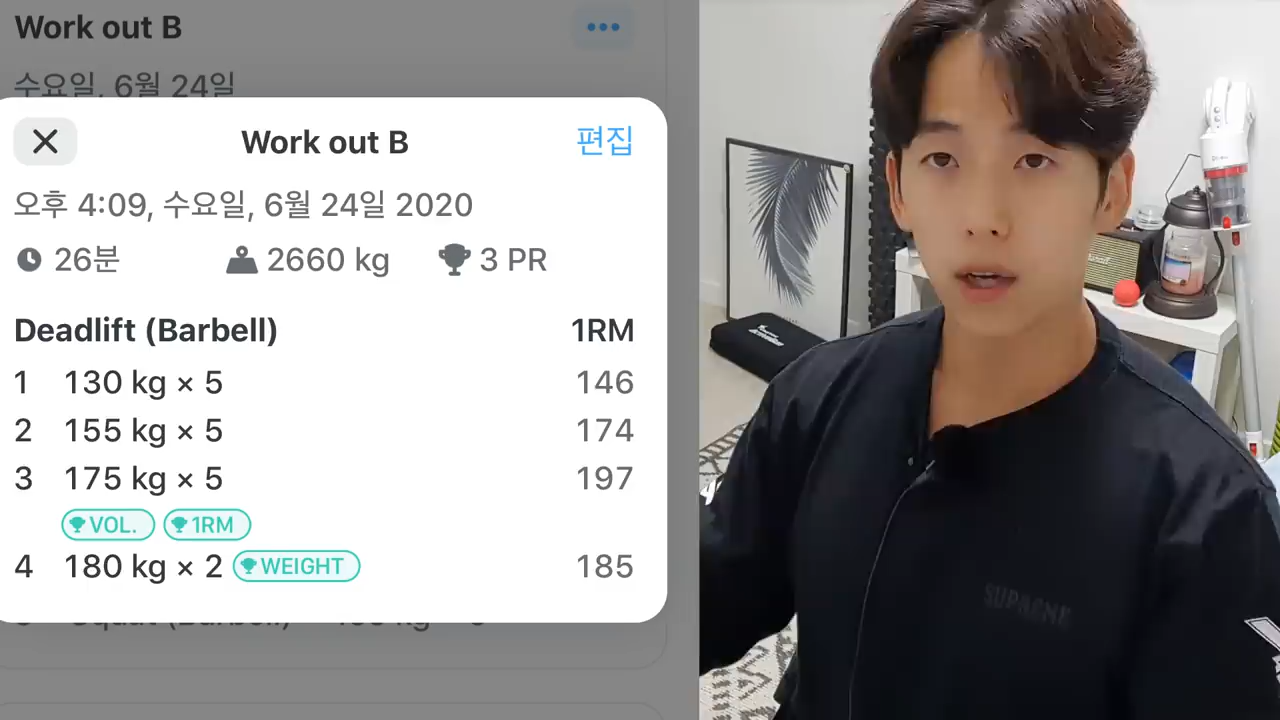 Work out B
수요일, 6월 24일
Work out B
편집
오후 4:09, 수요일, 6월 24일 2020
26분
2660 kg
3 PR
Deadlift (Barbell) 1RM
1 130 kg × 5 146
2 155 kg × 5 174
3 175 kg × 5 197
VOL. 1RM
4 180 kg × 2 WEIGHT 185